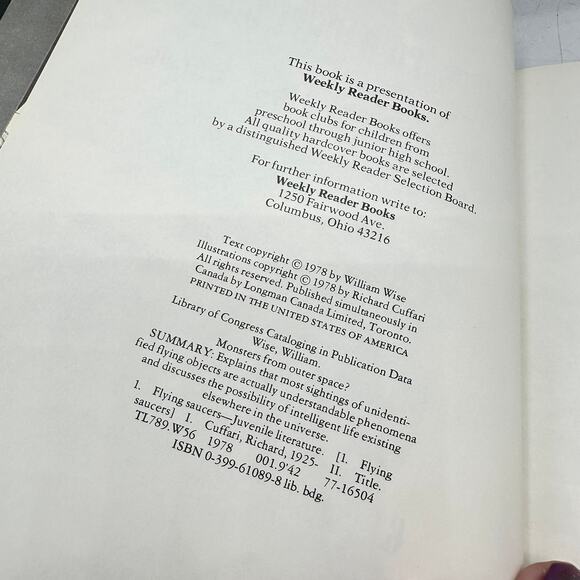 This book is a presentation of
Weekly Reader Books.
Weekly Reader Books offers
book clubs for children from
preschool through junior high school.
All quality hardcover books are selected
by a distinguished Weekly Reader Selection Board.
For further information write to:
Weekly Reader Books
1250 Fairwood Ave.
Columbus, Ohio 43216
Text copyright © 1978 by William Wise
Illustrations copyright © 1978 by Richard Cuffari
All rights reserved. Published simultaneously in
Canada by Longman Canada Limited, Toronto.
PRINTED IN THE UNITED STATES OF AMERICA
Library of Congress Cataloging in Publication Data
Wise, William.
Monsters from outer space?
SUMMARY: Explains that most sightings of unidenti-
fied flying objects are actually understandable phenomena
and discusses the possibility of intelligent life existing
elsewhere in the universe.
1. Flying saucers—Juvenile literature. [1. Flying
saucers] I. Cuffari, Richard, 1925- II. Title.
TL789.W56 1978 001.9'42 77-16504
ISBN 0-399-61089-8 lib. bdg.